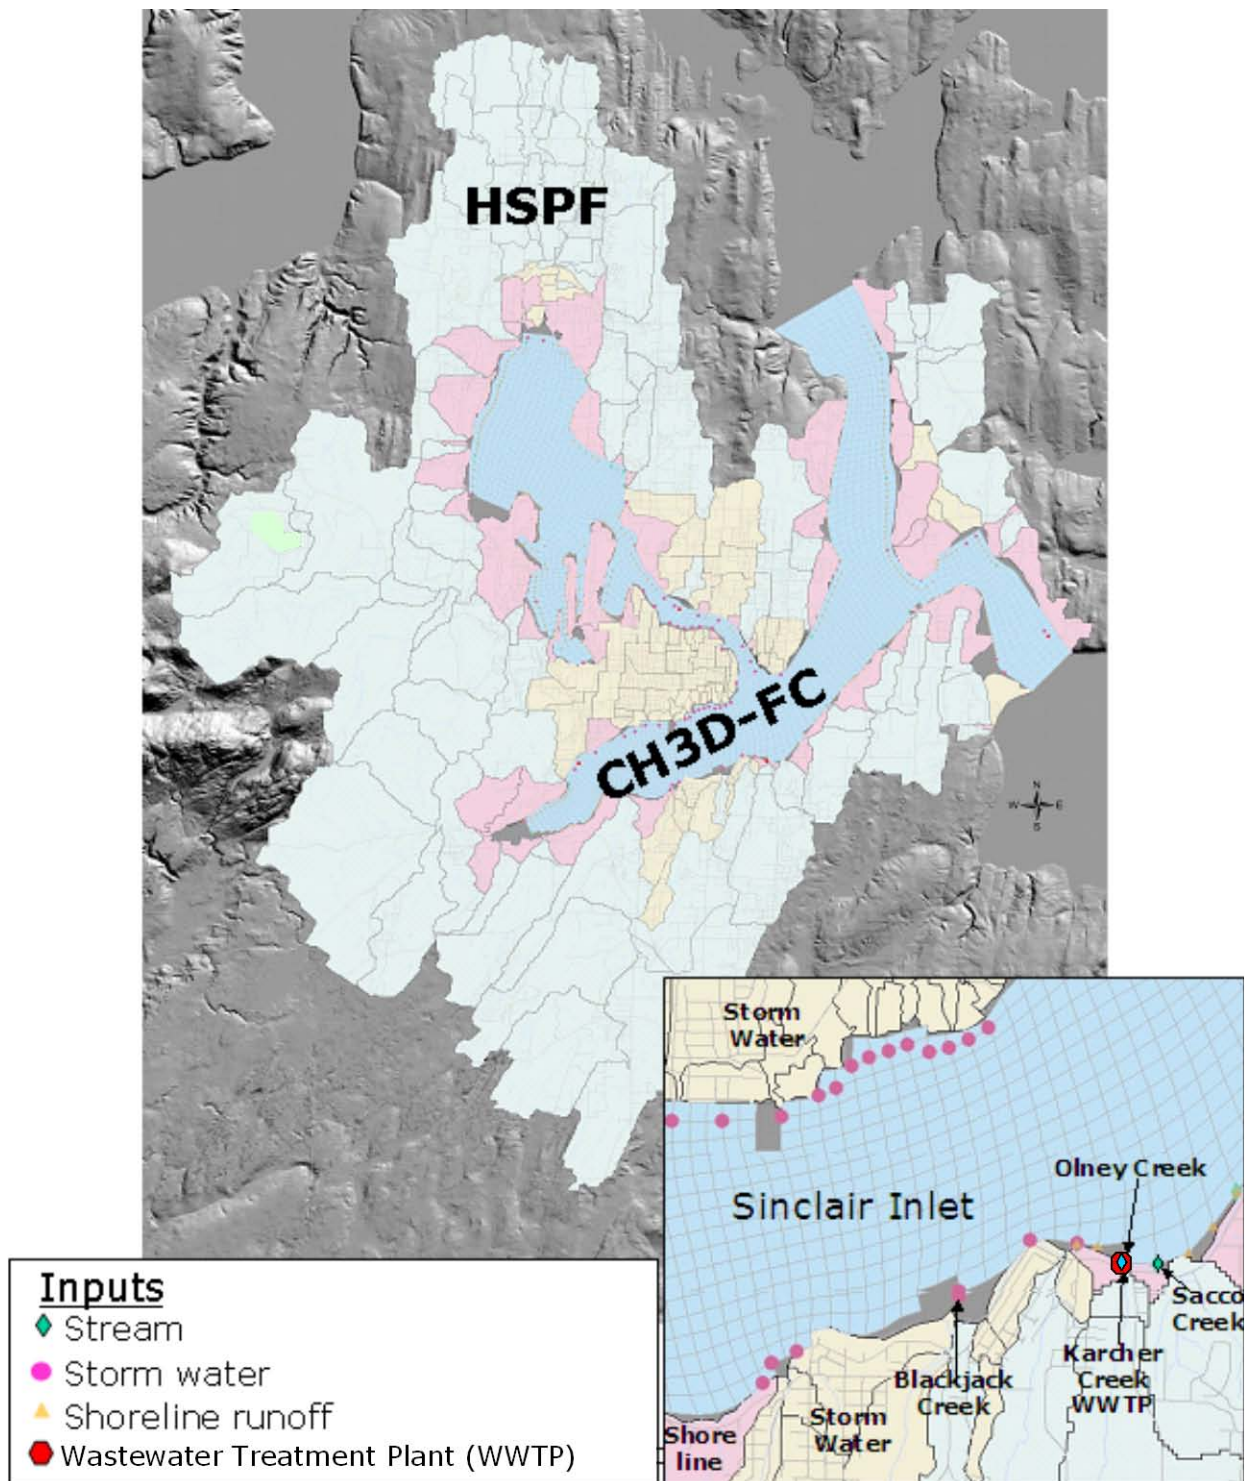 HSPF
CH3D-FC
N
W E
S
Storm
Water
Olney Creek
Sinclair Inlet
Sacco
Creek
Karcher
Creek
WWTP
Blackjack
Creek
Storm
Water
Shore
line
Inputs
Stream
Storm water
Shoreline runoff
Wastewater Treatment Plant (WWTP)